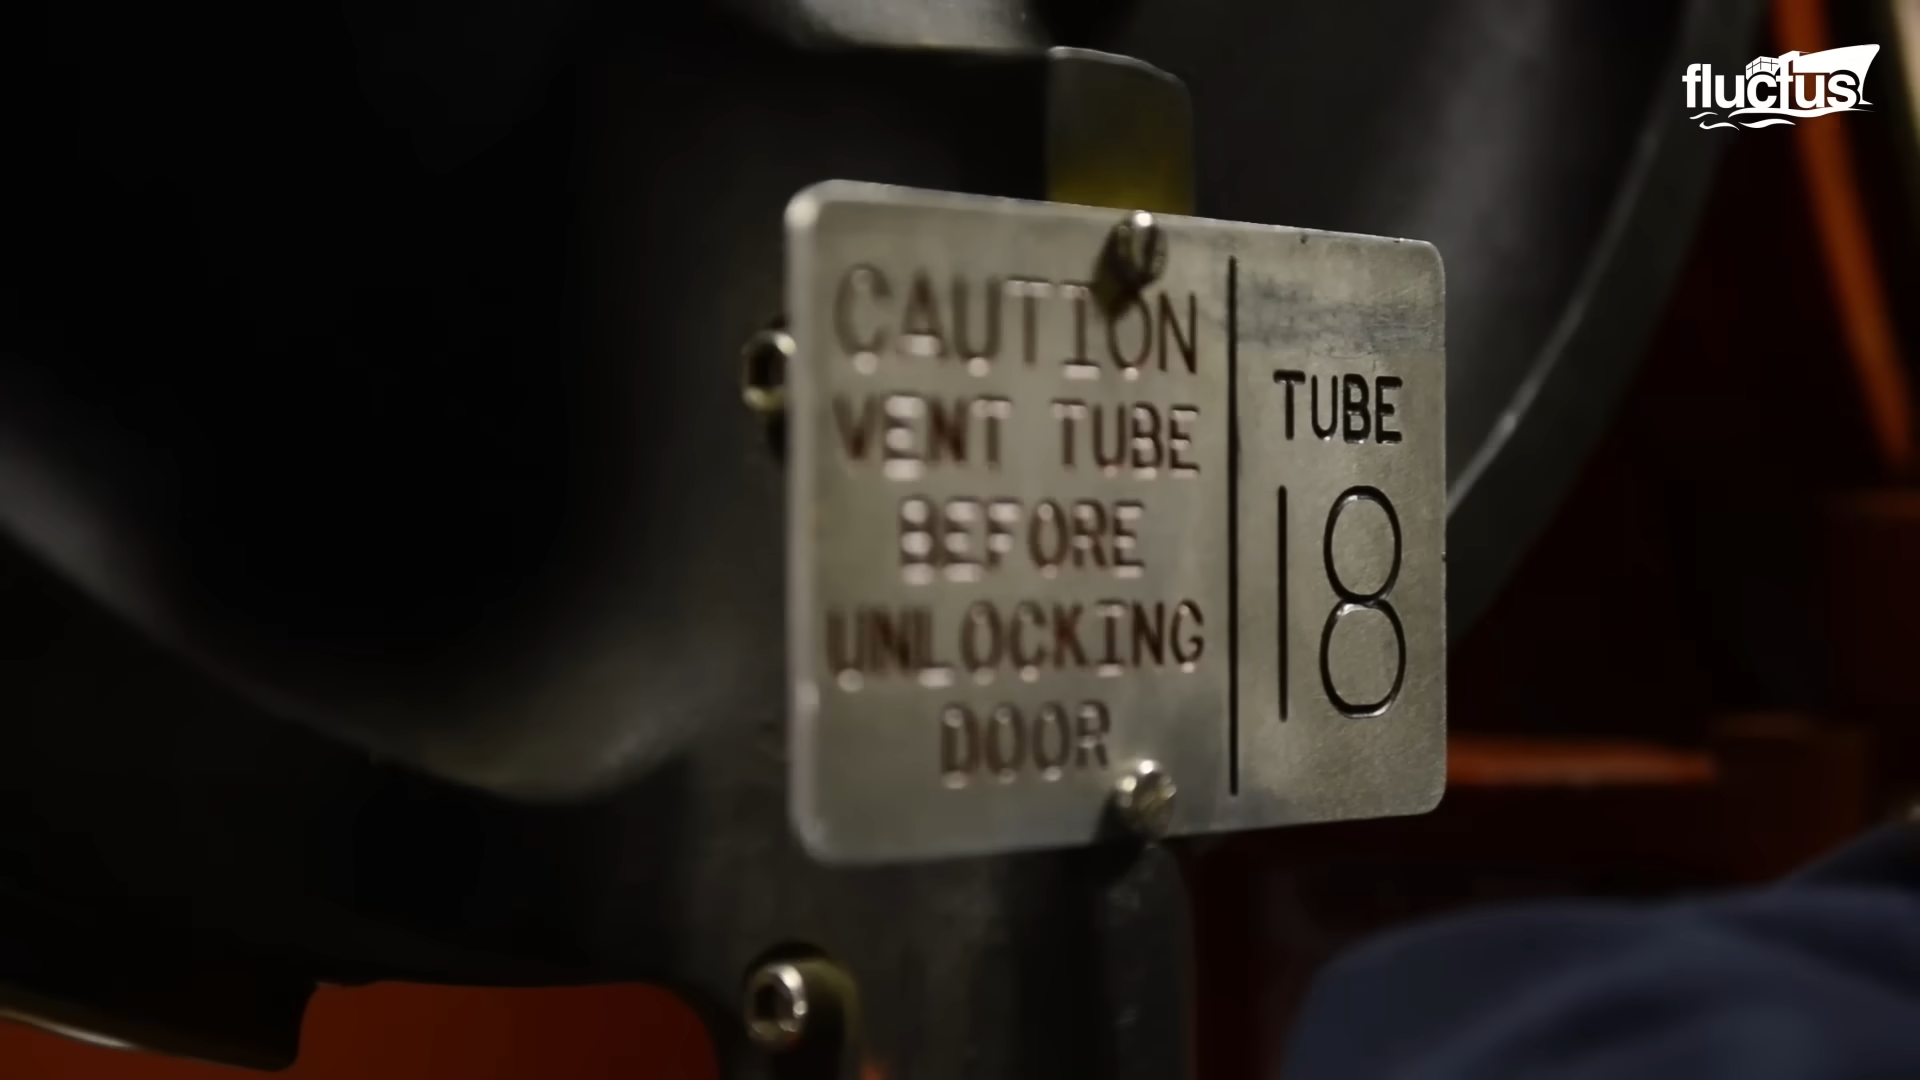 fluctus
CAUTION
VENT TUBE
BEFORE
UNLOCKING
DOOR
TUBE
18